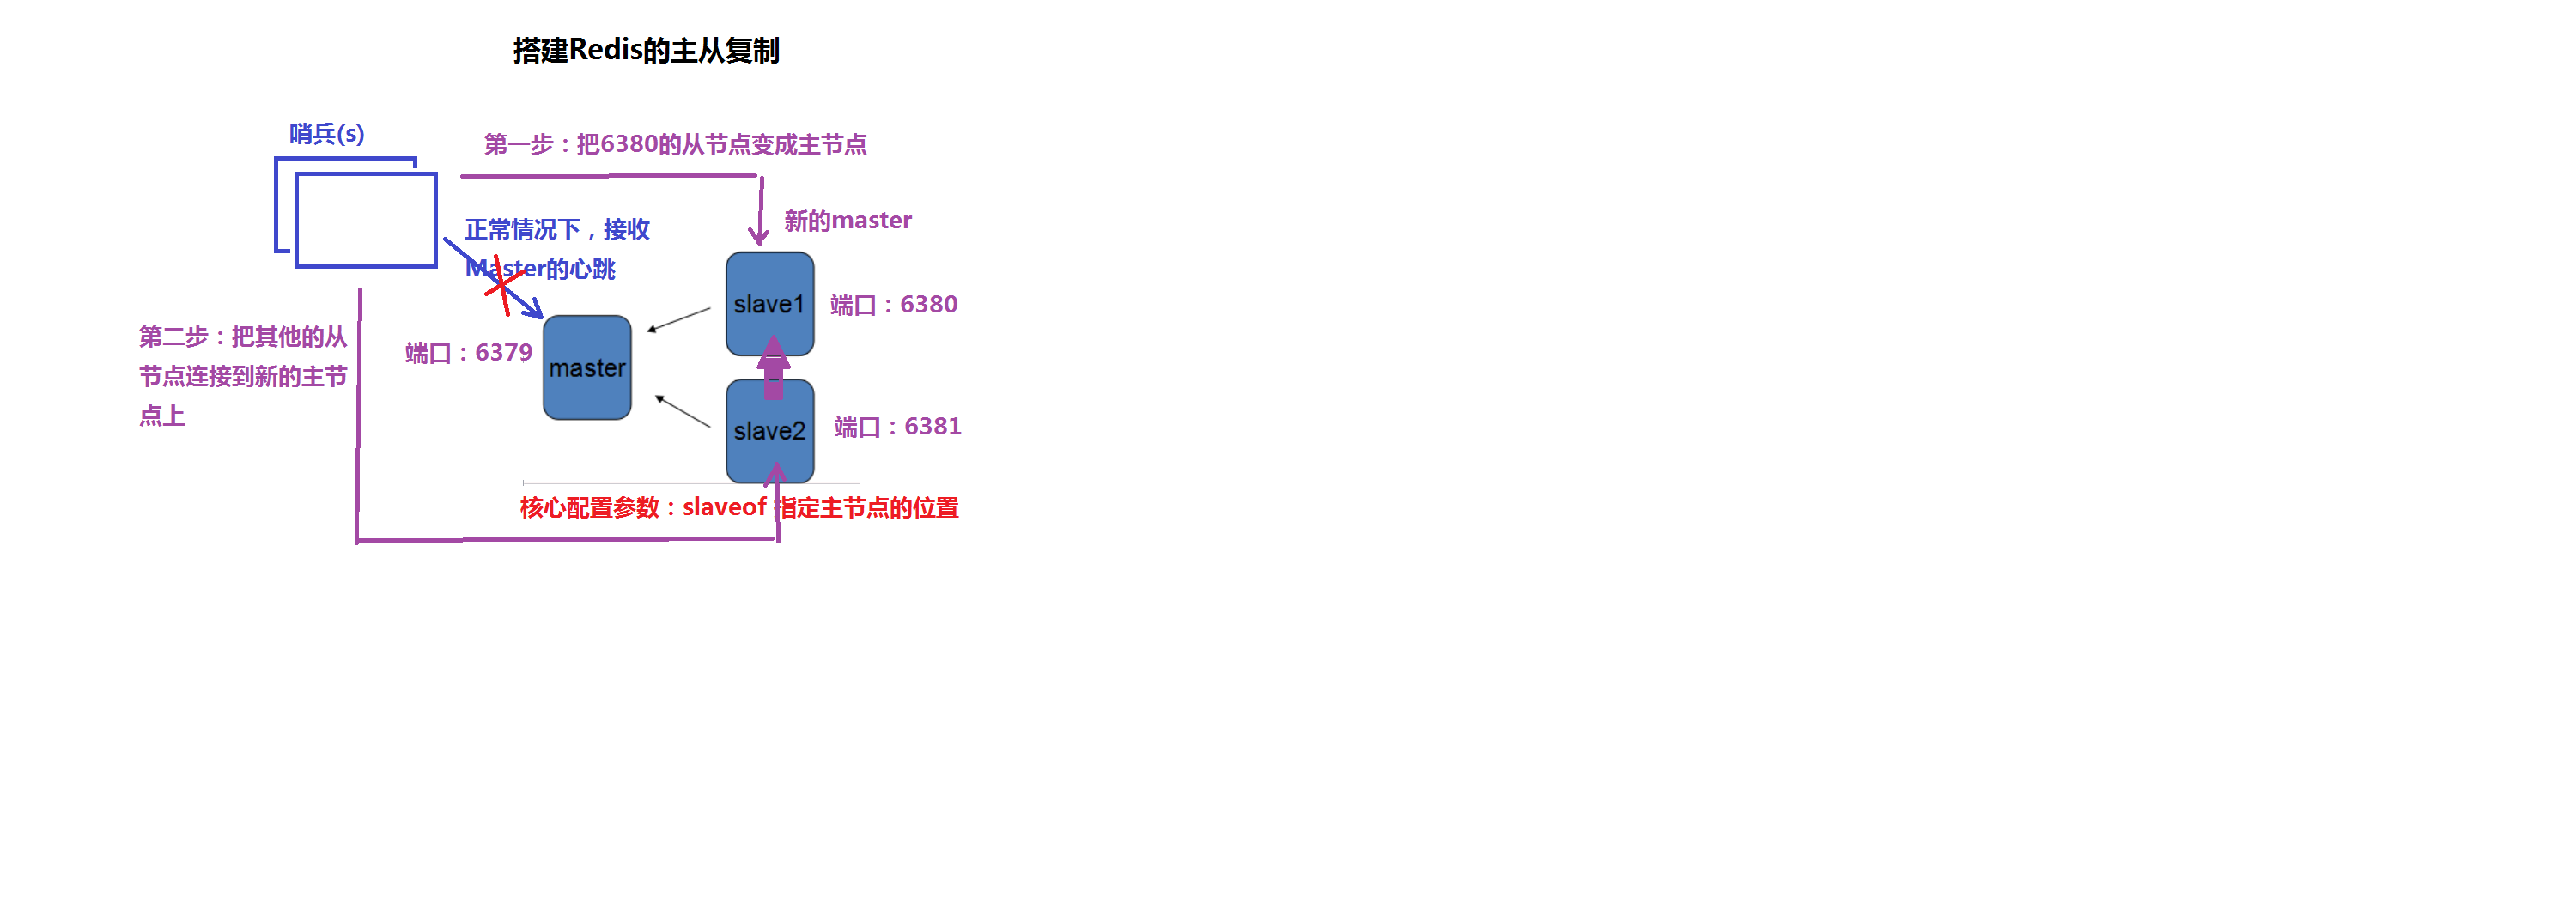 搭建Redis的主从复制
哨兵(s)
第一步：把6380的从节点变成主节点
新的master
正常情况下，接收
Master的心跳
slave1
端口：6380
第二步：把其他的从
节点连接到新的主节
点上
端口：6379
master
slave2
端口：6381
核心配置参数：slaveof 指定主节点的位置